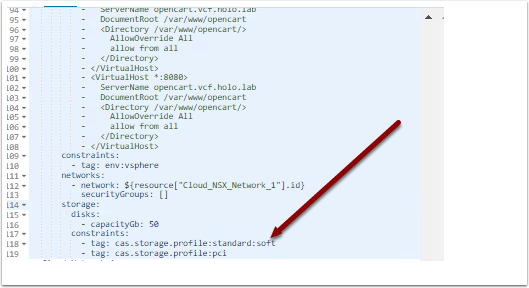 94 - ServerName opencart.vcf.holo.lab
95 - DocumentRoot /var/www/opencart
96 - <Directory /var/www/opencart/>
97 - AllowOverride All
98 - allow from all
99 - </Directory>
100 - </VirtualHost>
101 - <VirtualHost *:8080>
102 - ServerName opencart.vcf.holo.lab
103 - DocumentRoot /var/www/opencart
104 - <Directory /var/www/opencart/>
105 - AllowOverride All
106 - allow from all
107 - </Directory>
108 - </VirtualHost>
109 constraints:
110 - tag: env:vsphere
111 networks:
112 - network: ${resource["Cloud_NSX_Network_1"].id}
113 securityGroups: []
114 storage:
115 disks:
116 - capacityGb: 50
117 constraints:
118 - tag: cas.storage.profile:standard:soft
119 - tag: cas.storage.profile:pci